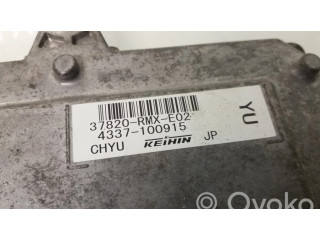 37820-RMX-E02
4337-100915
CHYU KEIHIN JP
YU
OVOKO